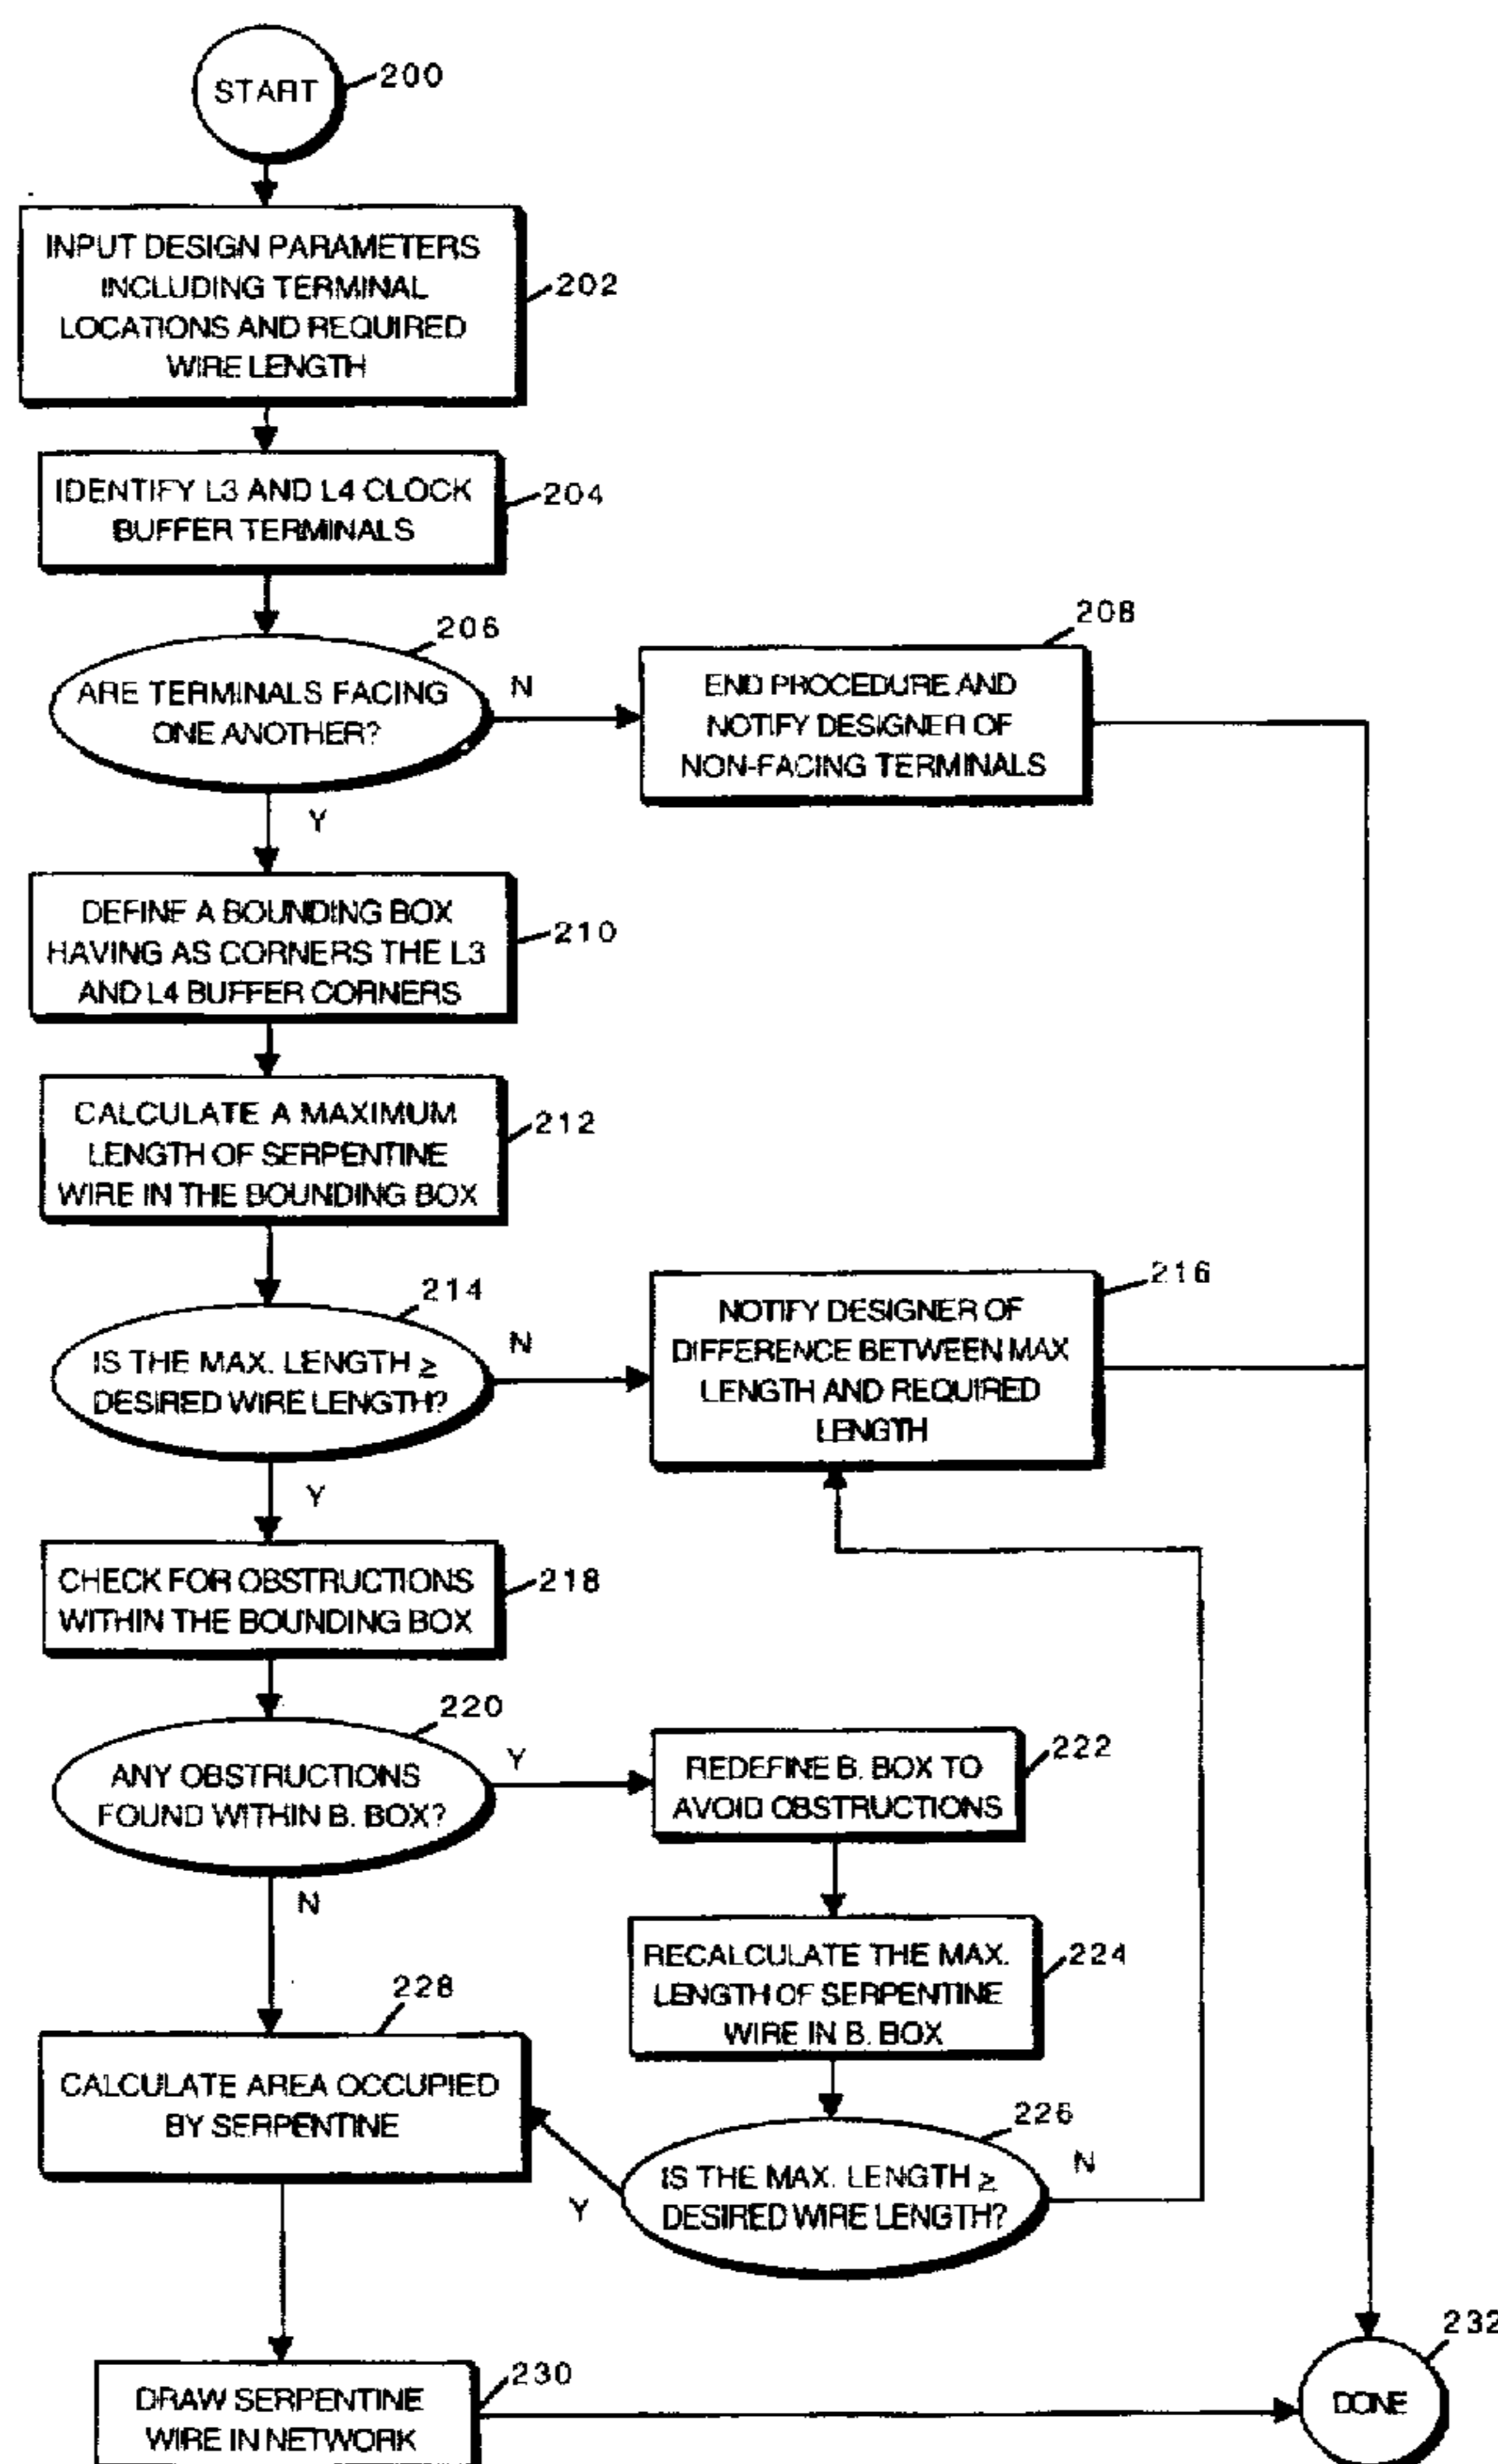 START
200
INPUT DESIGN PARAMETERS
INCLUDING TERMINAL
LOCATIONS AND REQUIRED
WIRE LENGTH
202
IDENTIFY L3 AND L4 CLOCK
BUFFER TERMINALS
204
206
ARE TERMINALS FACING
ONE ANOTHER?
N
Y
208
END PROCEDURE AND
NOTIFY DESIGNER OF
NON-FACING TERMINALS
DEFINE A BOUNDING BOX
HAVING AS CORNERS THE L3
AND L4 BUFFER CORNERS
210
CALCULATE A MAXIMUM
LENGTH OF SERPENTINE
WIRE IN THE BOUNDING BOX
212
214
IS THE MAX. LENGTH ≥
DESIRED WIRE LENGTH?
N
Y
216
NOTIFY DESIGNER OF
DIFFERENCE BETWEEN MAX
LENGTH AND REQUIRED
LENGTH
CHECK FOR OBSTRUCTIONS
WITHIN THE BOUNDING BOX
218
220
ANY OBSTRUCTIONS
FOUND WITHIN B. BOX?
Y
N
REDEFINE B. BOX TO
AVOID OBSTRUCTIONS
222
RECALCULATE THE MAX.
LENGTH OF SERPENTINE
WIRE IN B. BOX
224
226
IS THE MAX. LENGTH ≥
DESIRED WIRE LENGTH?
N
Y
228
CALCULATE AREA OCCUPIED
BY SERPENTINE
DRAW SERPENTINE
WIRE IN NETWORK
230
232
DONE